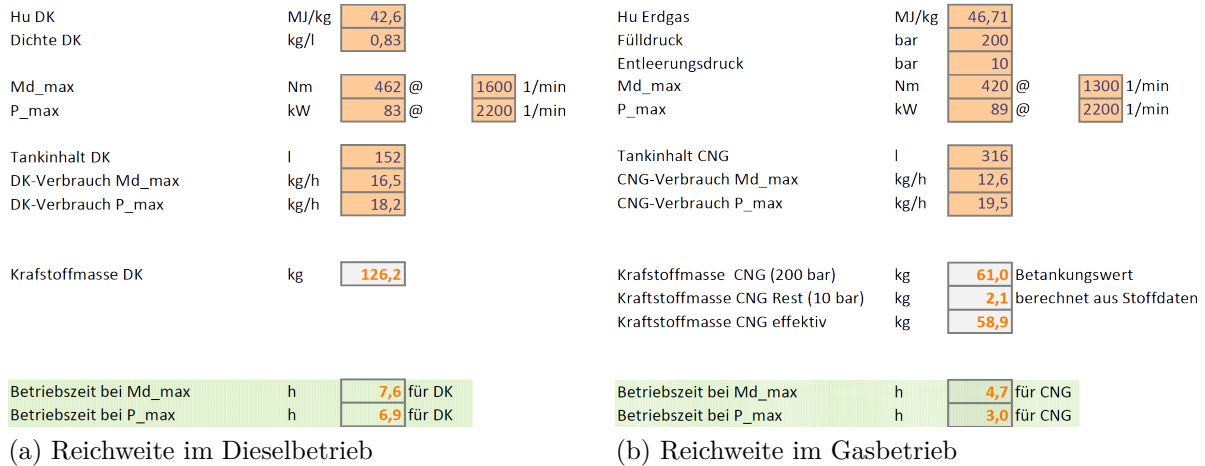 Hu DK MJ/kg 42,6
Dichte DK kg/l 0,83
Md_max Nm 462 @ 1600 1/min
P_max kW 83 @ 2200 1/min
Tankinhalt DK l 152
DK-Verbrauch Md_max kg/h 16,5
DK-Verbrauch P_max kg/h 18,2
Krafstoffmasse DK kg 126,2
Betriebszeit bei Md_max h 7,6 für DK
Betriebszeit bei P_max h 6,9 für DK
(a) Reichweite im Dieselbetrieb
Hu Erdgas MJ/kg 46,71
Fülldruck bar 200
Entleerungsdruck bar 10
Md_max Nm 420 @ 1300 1/min
P_max kW 89 @ 2200 1/min
Tankinhalt CNG l 316
CNG-Verbrauch Md_max kg/h 12,6
CNG-Verbrauch P_max kg/h 19,5
Krafstoffmasse CNG (200 bar) kg 61,0 Betankungswert
Kraftstoffmasse CNG Rest (10 bar) kg 2,1 berechnet aus Stoffdaten
Kraftstoffmasse CNG effektiv kg 58,9
Betriebszeit bei Md_max h 4,7 für CNG
Betriebszeit bei P_max h 3,0 für CNG
(b) Reichweite im Gasbetrieb